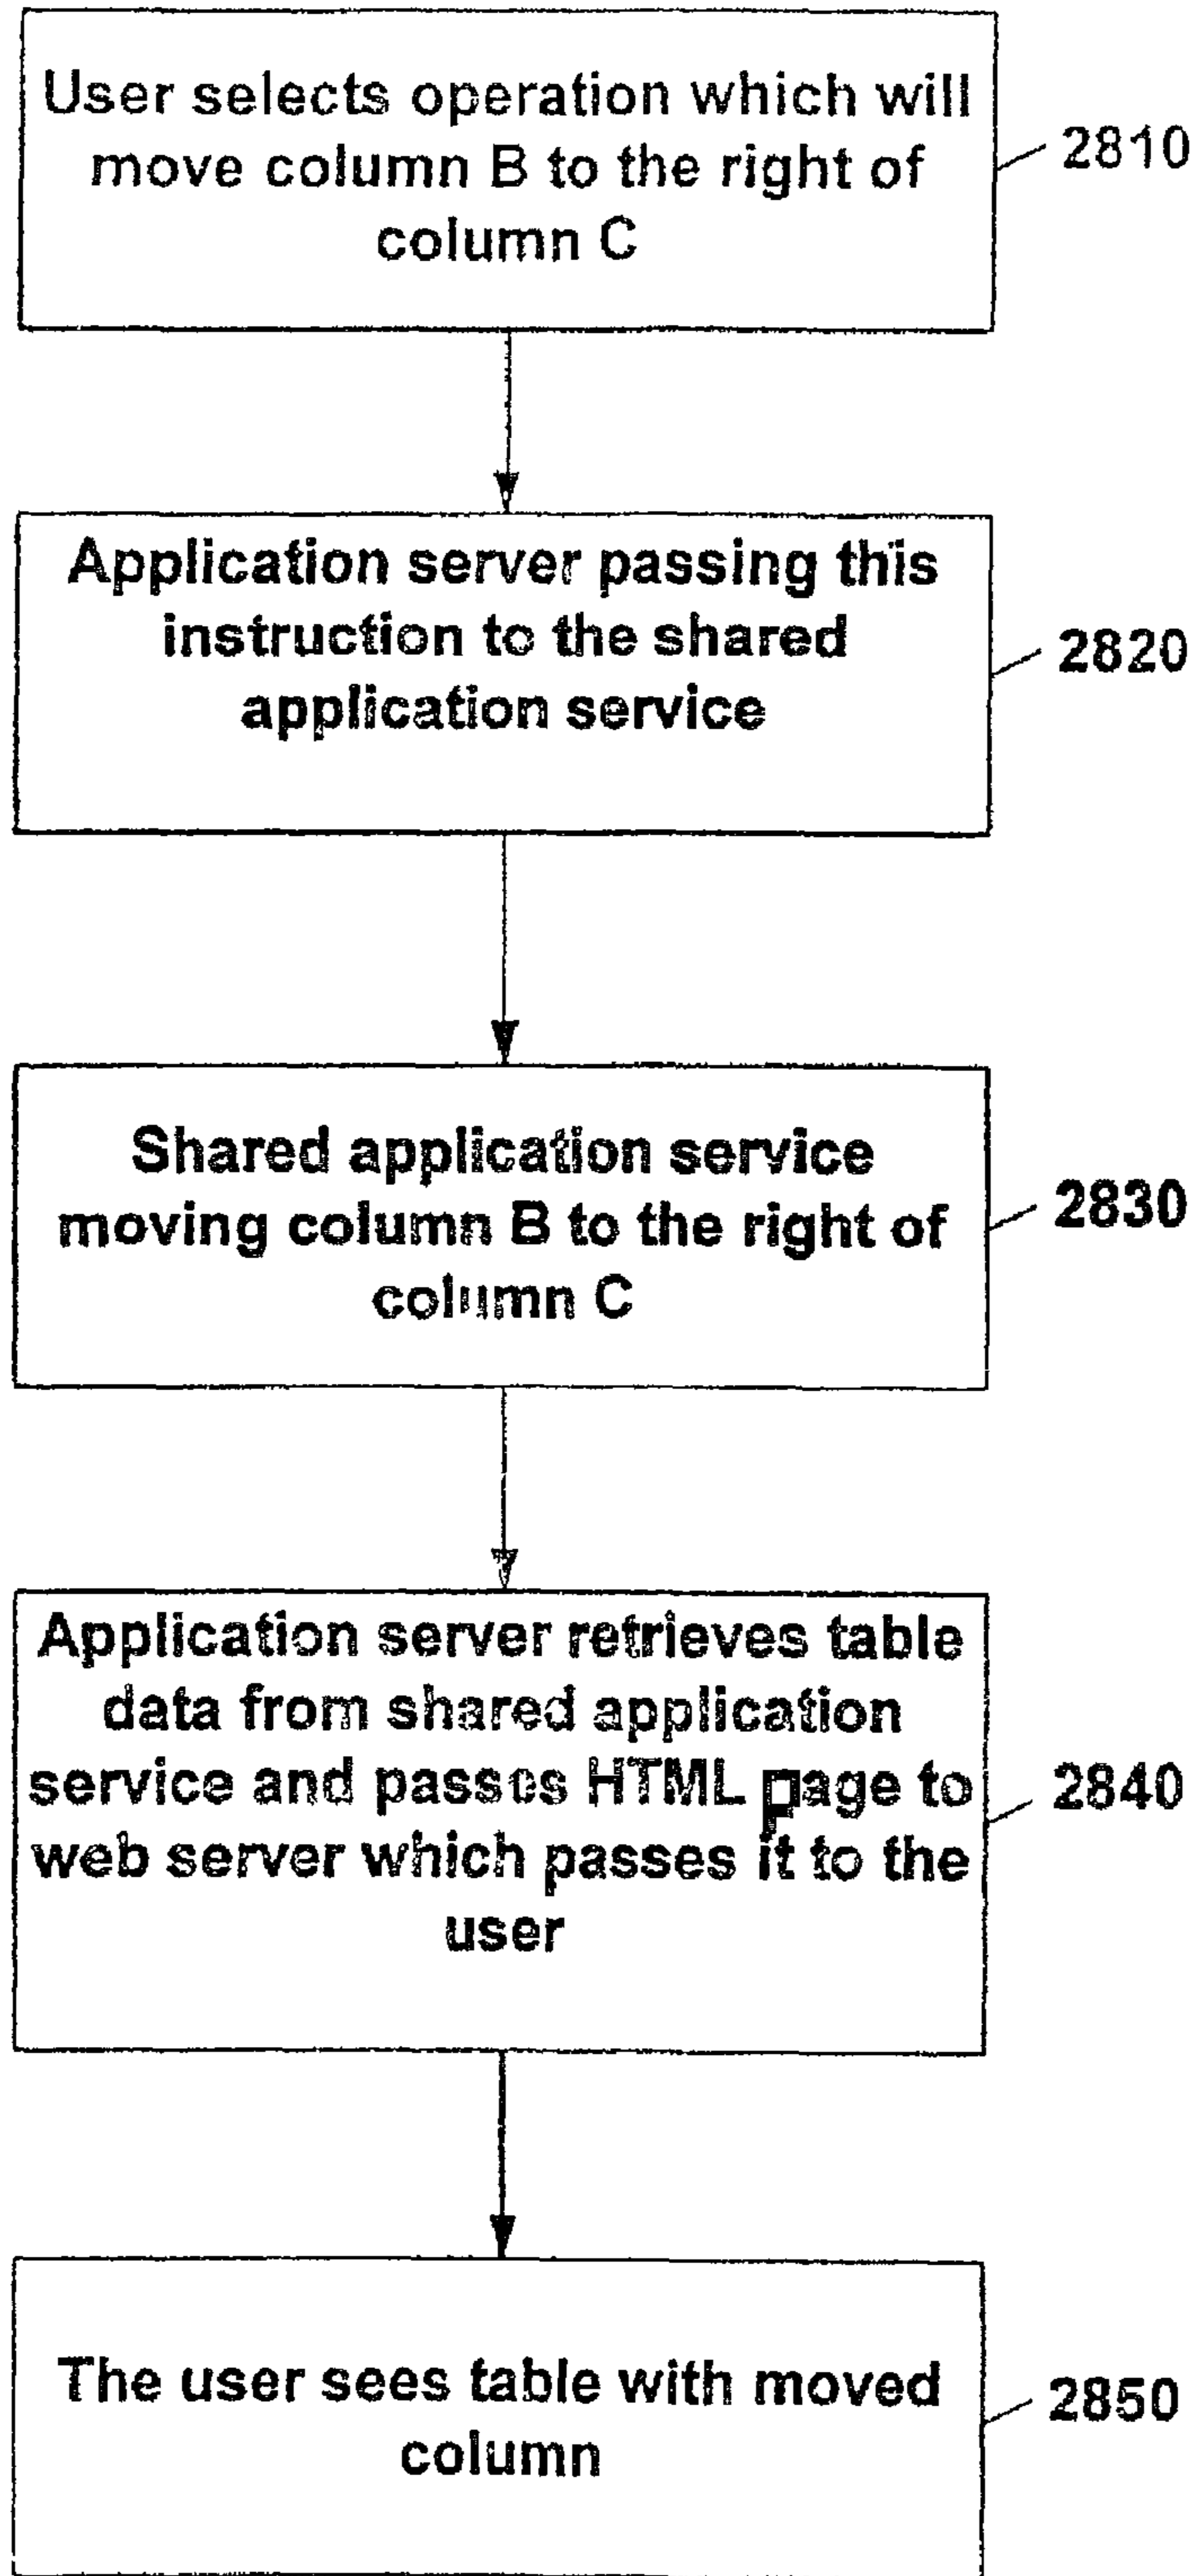 User selects operation which will
move column B to the right of
column C
2810
Application server passing this
instruction to the shared
application service
2820
Shared application service
moving column B to the right of
column C
2830
Application server retrieves table
data from shared application
service and passes HTML page to
web server which passes it to the
user
2840
The user sees table with moved
column
2850